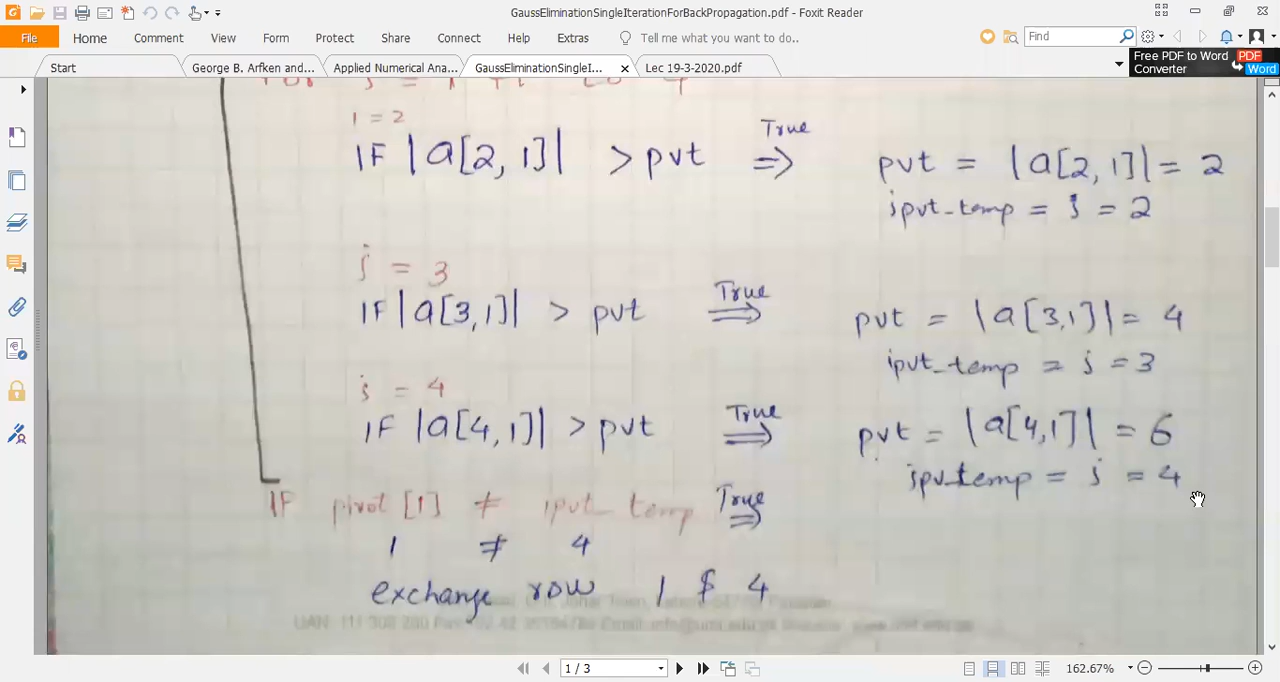 GaussEliminationSingleIterationForBackPropagation.pdf - Foxit Reader
File Home Comment View Form Protect Share Connect Help Extras Tell me what you want to do.. Find
Free PDF to Word Converter PDF Word
Start George B. Arfken and... Applied Numerical Ana... GaussEliminationSingleI... Lec 19-3-2020.pdf
i = 2
IF |a[2,1]| > pvt True ⇒ pvt = |a[2,1]| = 2
ipvt_temp = j = 2
j = 3
IF |a[3,1]| > pvt True ⇒ pvt = |a[3,1]| = 4
ipvt_temp = j = 3
j = 4
IF |a[4,1]| > pvt True ⇒ pvt = |a[4,1]| = 6
ipv_temp = j = 4
IF pivot [1] ≠ ipvt_temp True ⇒
1 ≠ 4
exchange row 1 $ 4
1 / 3 162.67%